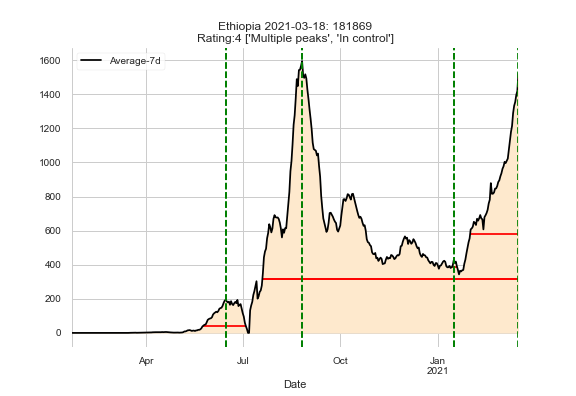 Ethiopia 2021-03-18: 181869
Rating:4 ['Multiple peaks', 'In control']
Average-7d
1600
1400
1200
1000
800
600
400
200
0
Apr
Jul
Oct
Jan
2021
Date